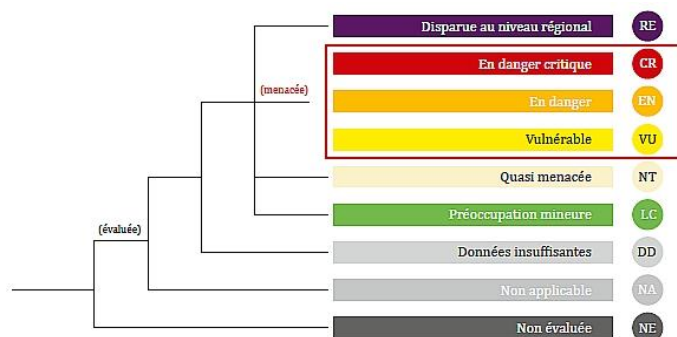 Disparue au niveau régional RE
En danger critique CR
(menacée)
En danger EN
Vulnérable VU
Quasi menacée NT
Préoccupation mineure LC
(évaluée)
Données insuffisantes DD
Non applicable NA
Non évaluée NE